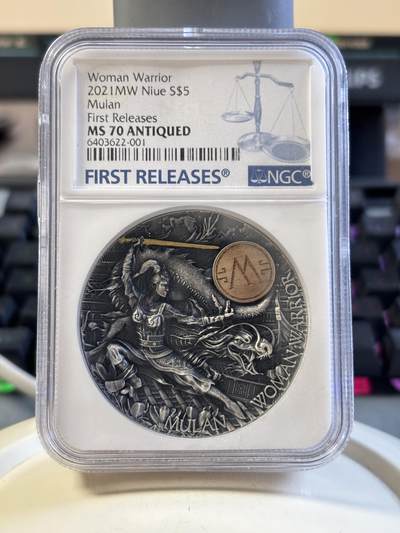 Woman Warrior
2021MW Niue S$5
Mulan
First Releases
MS 70 ANTIQUED
6403622-001
FIRST RELEASES®
NGC®
M
MULAN
WOMAN WARRIOR